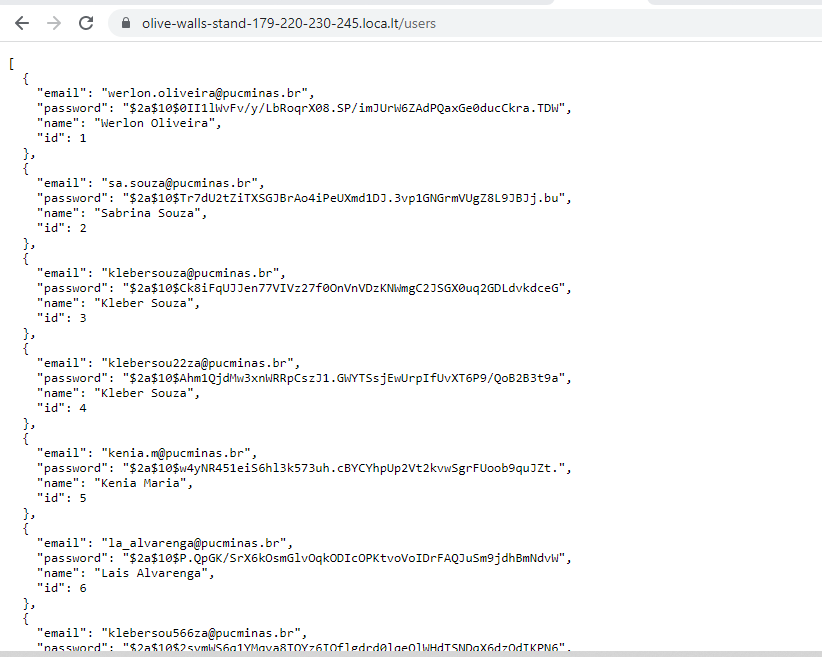 olive-walls-stand-179-220-230-245.loca.lt/users
[
{
"email": "werlon.oliveira@pucminas.br",
"password": "$2a$10$0II1lWvFv/y/LbRoqrX08.SP/imJUrW6ZAdPQaxGe0ducCkra.TDW",
"name": "Werlon Oliveira",
"id": 1
},
{
"email": "sa.souza@pucminas.br",
"password": "$2a$10$Tr7dU2tZiTXSGJBrAo4iPeUXmd1DJ.3vp1GNGrmVUgZ8L9JBJj.bu",
"name": "Sabrina Souza",
"id": 2
},
{
"email": "klebersouza@pucminas.br",
"password": "$2a$10$Ck8iFqUJJen77VIVz27f0OnVnVDzKNWmgC2JSGX0uq2GDLdvkdceG",
"name": "Kleber Souza",
"id": 3
},
{
"email": "klebersou22za@pucminas.br",
"password": "$2a$10$Ahm1QjdMw3xnWRRpCszJ1.GWYTSsjEwUrpIfUvXT6P9/QoB2B3t9a",
"name": "Kleber Souza",
"id": 4
},
{
"email": "kenia.m@pucminas.br",
"password": "$2a$10$w4yNR451eiS6hl3k573uh.cBYCYhpUp2Vt2kvwSgrFUoob9quJZt.",
"name": "Kenia Maria",
"id": 5
},
{
"email": "la_alvarenga@pucminas.br",
"password": "$2a$10$P.QpGK/SrX6kOsmGlvOqkODIcOPKtvoVoIDrFAQJuSm9jdhBmNdvW",
"name": "Lais Alvarenga",
"id": 6
},
{
"email": "klebersou566za@pucminas.br",
"password":